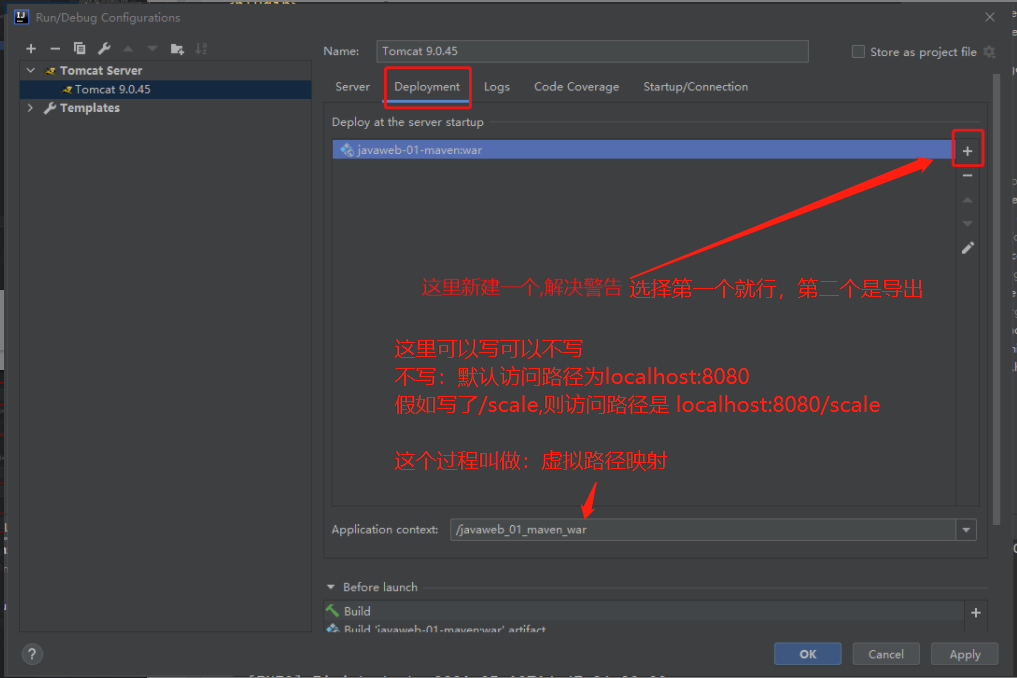 Run/Debug Configurations
Name: Tomcat 9.0.45
Store as project file
Tomcat Server
Tomcat 9.0.45
Templates
Server Deployment Logs Code Coverage Startup/Connection
Deploy at the server startup
javaweb-01-maven:war
这里新建一个,解决警告 选择第一个就行，第二个是导出
这里可以写可以不写
不写：默认访问路径为localhost:8080
假如写了/scale,则访问路径是 localhost:8080/scale
这个过程叫做：虚拟路径映射
Application context: /javaweb_01_maven_war
Before launch
Build
Build 'javaweb-01-maven:war' artifact
OK Cancel Apply